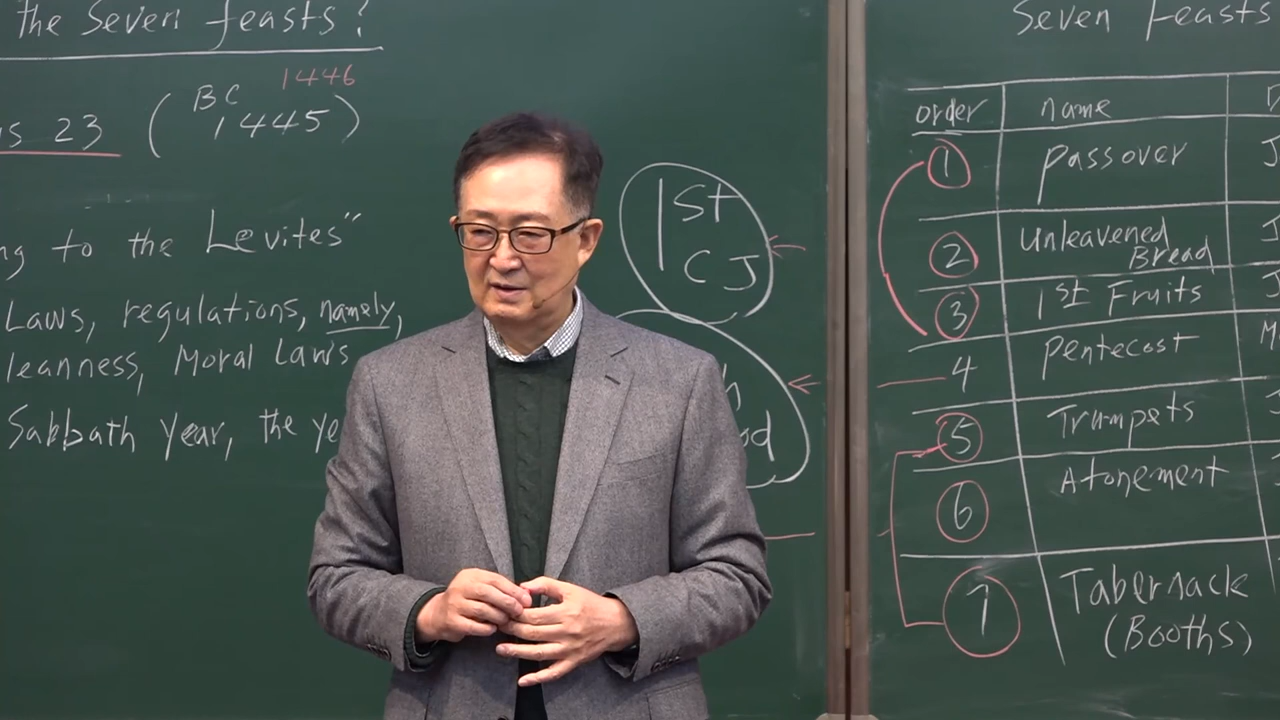 the Seven feasts?
1446
BC
s 23 ( 1445)
ng to the Levites"
Laws, regulations, namely,
leanness, Moral Laws
Sabbath year, the ye
1st
CJ
h
od
Seven Feasts
order name
1 Passover J
2 Unleavened Bread J
3 1st Fruits J
4 Pentecost M
5 Trumpets
6 Atonement
7 Tabernacle
(Booths)